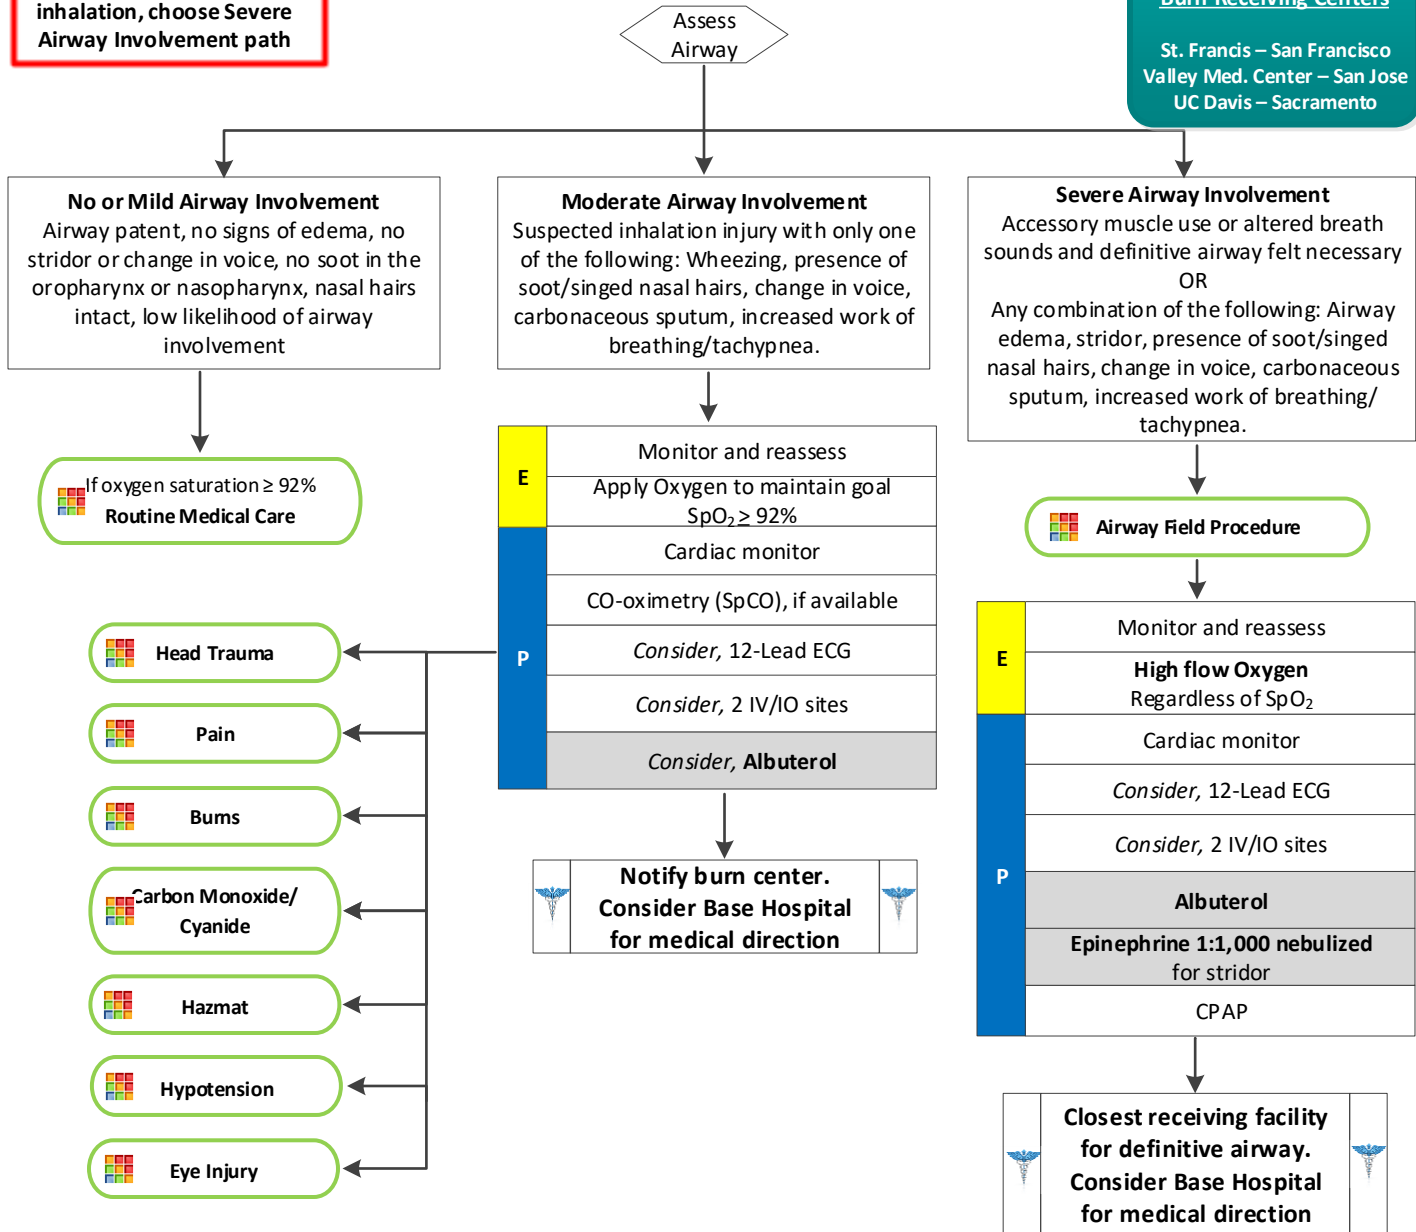 inhalation, choose Severe
Airway Involvement path
Assess
Airway
Burn Receiving Centers
St. Francis – San Francisco
Valley Med. Center – San Jose
UC Davis – Sacramento
No or Mild Airway Involvement
Airway patent, no signs of edema, no
stridor or change in voice, no soot in the
oropharynx or nasopharynx, nasal hairs
intact, low likelihood of airway
involvement
Moderate Airway Involvement
Suspected inhalation injury with only one
of the following: Wheezing, presence of
soot/singed nasal hairs, change in voice,
carbonaceous sputum, increased work of
breathing/tachypnea.
Severe Airway Involvement
Accessory muscle use or altered breath
sounds and definitive airway felt necessary
OR
Any combination of the following: Airway
edema, stridor, presence of soot/singed
nasal hairs, change in voice, carbonaceous
sputum, increased work of breathing/
tachypnea.
If oxygen saturation ≥ 92%
Routine Medical Care
E
Monitor and reassess
Apply Oxygen to maintain goal
SpO₂ ≥ 92%
P
Cardiac monitor
CO-oximetry (SpCO), if available
Consider, 12-Lead ECG
Consider, 2 IV/IO sites
Consider, Albuterol
Notify burn center.
Consider Base Hospital
for medical direction
Head Trauma
Pain
Burns
Carbon Monoxide/
Cyanide
Hazmat
Hypotension
Eye Injury
Airway Field Procedure
E
Monitor and reassess
High flow Oxygen
Regardless of SpO₂
P
Cardiac monitor
Consider, 12-Lead ECG
Consider, 2 IV/IO sites
Albuterol
Epinephrine 1:1,000 nebulized
for stridor
CPAP
Closest receiving facility
for definitive airway.
Consider Base Hospital
for medical direction